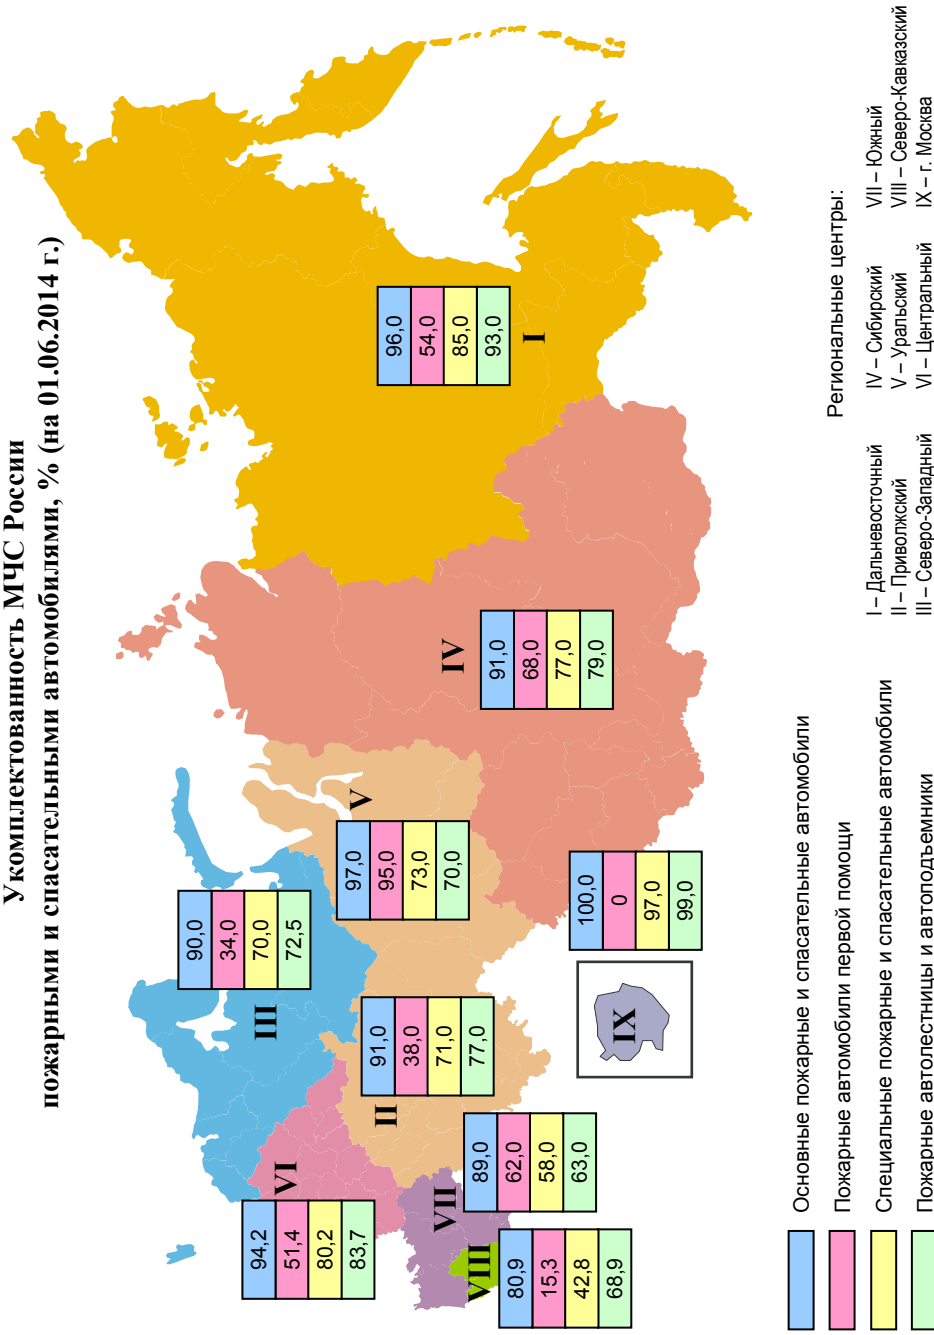 Укомплектованность МЧС России
пожарными и спасательными автомобилями, % (на 01.06.2014 г.)
I
96,0
54,0
85,0
93,0
IV
91,0
68,0
77,0
79,0
V
97,0
95,0
73,0
70,0
III
90,0
34,0
70,0
72,5
II
91,0
38,0
71,0
77,0
VI
94,2
51,4
80,2
83,7
VII
89,0
62,0
58,0
63,0
VIII
80,9
15,3
42,8
68,9
IX
100,0
0
97,0
99,0
Основные пожарные и спасательные автомобили
Пожарные автомобили первой помощи
Специальные пожарные и спасательные автомобили
Пожарные автолестницы и автоподъемники
Региональные центры:
I – Дальневосточный
II – Приволжский
III – Северо-Западный
IV – Сибирский
V – Уральский
VI – Центральный
VII – Южный
VIII – Северо-Кавказский
IX – г. Москва